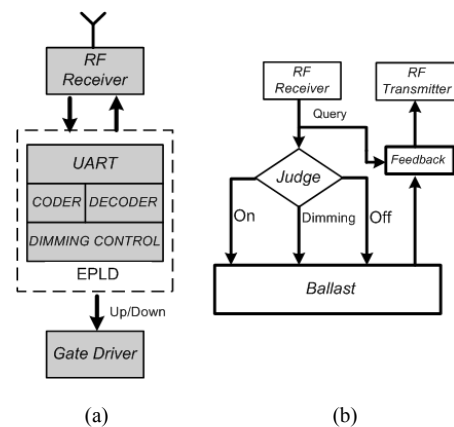 RF
Receiver
UART
CODER
DECODER
DIMMING CONTROL
EPLD
Up/Down
Gate Driver
(a)
RF
Receiver
RF
Transmitter
Query
Feedback
Judge
On
Dimming
Off
Ballast
(b)